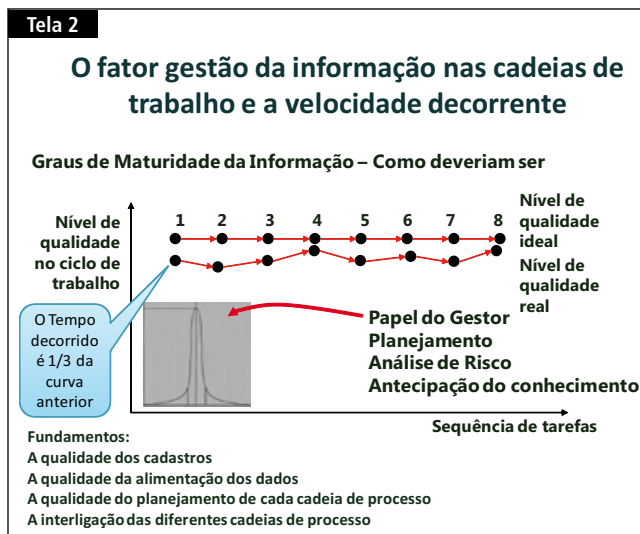 Tela 2
O fator gestão da informação nas cadeias de
trabalho e a velocidade decorrente
Graus de Maturidade da Informação – Como deveriam ser
Nível de
qualidade
no ciclo de
trabalho
1 2 3 4 5 6 7 8
Nível de
qualidade
ideal
Nível de
qualidade
real
O Tempo
decorrido
é 1/3 da
curva
anterior
Papel do Gestor
Planejamento
Análise de Risco
Antecipação do conhecimento
Sequência de tarefas
Fundamentos:
A qualidade dos cadastros
A qualidade da alimentação dos dados
A qualidade do planejamento de cada cadeia de processo
A interligação das diferentes cadeias de processo